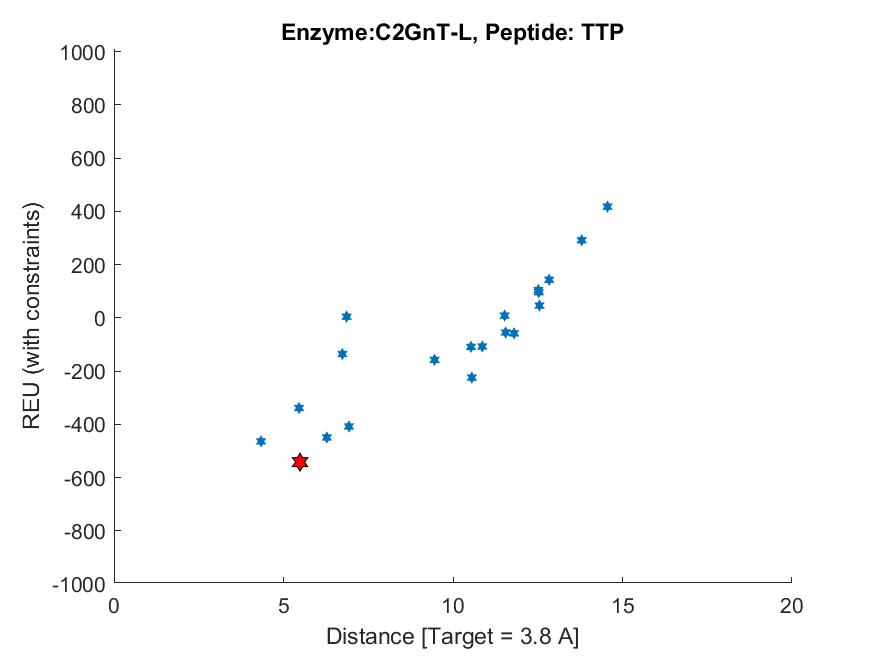 Enzyme:C2GnT-L, Peptide: TTP
1000
800
600
400
200
0
-200
-400
-600
-800
-1000
REU (with constraints)
0 5 10 15 20
Distance [Target = 3.8 A]